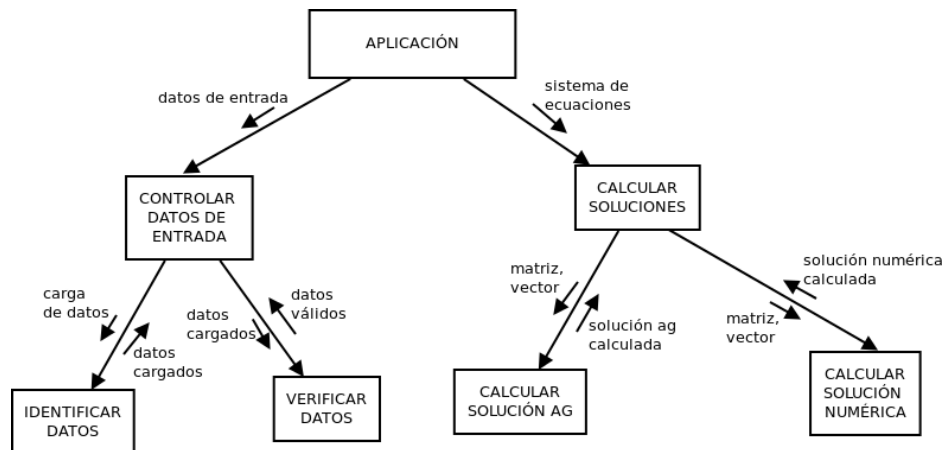 APLICACIÓN
datos de entrada
sistema de
ecuaciones
CONTROLAR
DATOS DE
ENTRADA
CALCULAR
SOLUCIONES
carga
de datos
datos
cargados
datos
cargados
datos
válidos
matriz,
vector
solución ag
calculada
solución numérica
calculada
matriz,
vector
IDENTIFICAR
DATOS
VERIFICAR
DATOS
CALCULAR
SOLUCIÓN AG
CALCULAR
SOLUCIÓN
NUMÉRICA